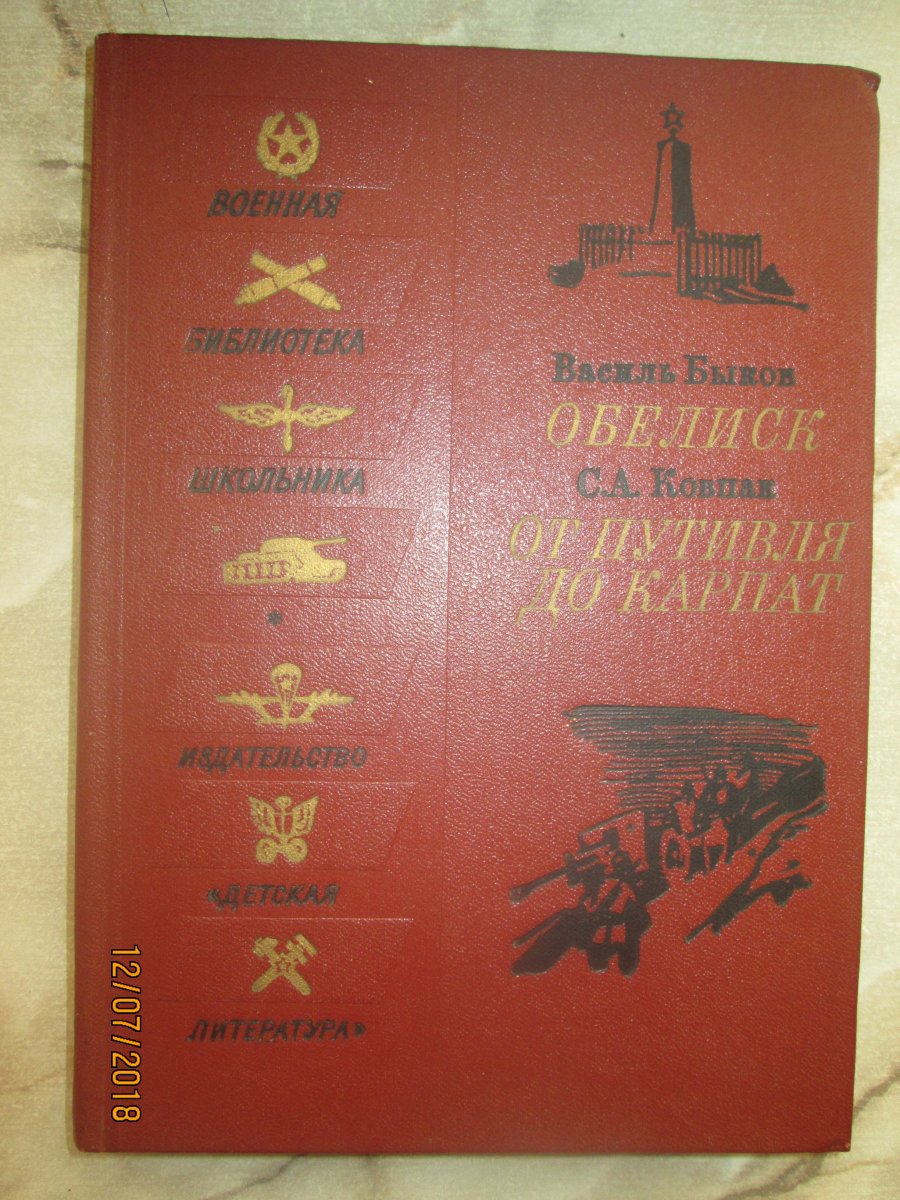 ВОЕННАЯ
БИБЛИОТЕКА
ШКОЛЬНИКА
*
ИЗДАТЕЛЬСТВО
«ДЕТСКАЯ
ЛИТЕРАТУРА»
Василь Быков
ОБЕЛИСК
С.А. Ковпак
ОТ ПУТИВЛЯ
ДО КАРПАТ
12/07/2018